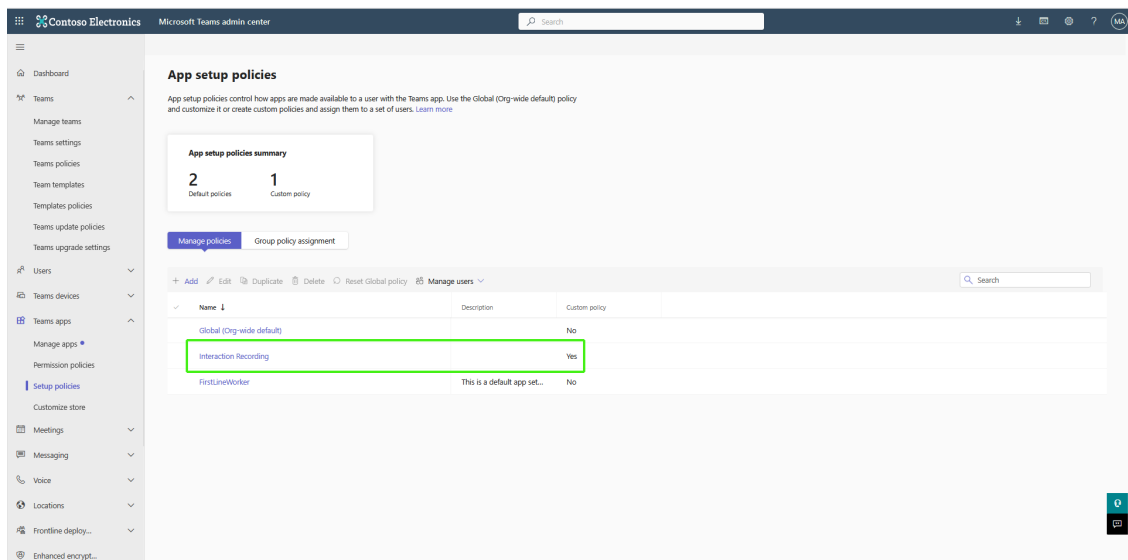 Contoso Electronics Microsoft Teams admin center Search ? MA
Dashboard
Teams
Manage teams
Teams settings
Teams policies
Team templates
Templates policies
Teams update policies
Teams upgrade settings
Users
Teams devices
Teams apps
Manage apps
Permission policies
Setup policies
Customize store
Meetings
Messaging
Voice
Locations
Frontline deploy...
Enhanced encrypt...
App setup policies
App setup policies control how apps are made available to a user with the Teams app. Use the Global (Org-wide default) policy
and customize it or create custom policies and assign them to a set of users. Learn more
App setup policies summary
2 1
Default policies Custom policy
Manage policies Group policy assignment
+ Add Edit Duplicate Delete Reset Global policy Manage users Search
Name ↓ Description Custom policy
Global (Org-wide default) No
Interaction Recording Yes
FirstLineWorker This is a default app set... No